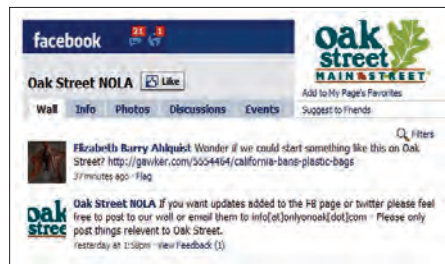 facebook
21 1
oak
street
MAIN STREET
Oak Street NOLA Like
Add to My Page's Favorites
Wall Info Photos Discussions Events
Suggest to Friends
Filters
Elizabeth Barry Ahlquist Wonder if we could start something like this on Oak
Street? http://gawker.com/5554464/california-bans-plastic-bags
37 minutes ago · Flag
oak
stree
Oak Street NOLA If you want updates added to the FB page or twitter please feel
free to post to our wall or email them to info[at]onlyonoak[dot]com · Please only
post things relevent to Oak Street.
Yesterday at 1:58pm · View Feedback (1)